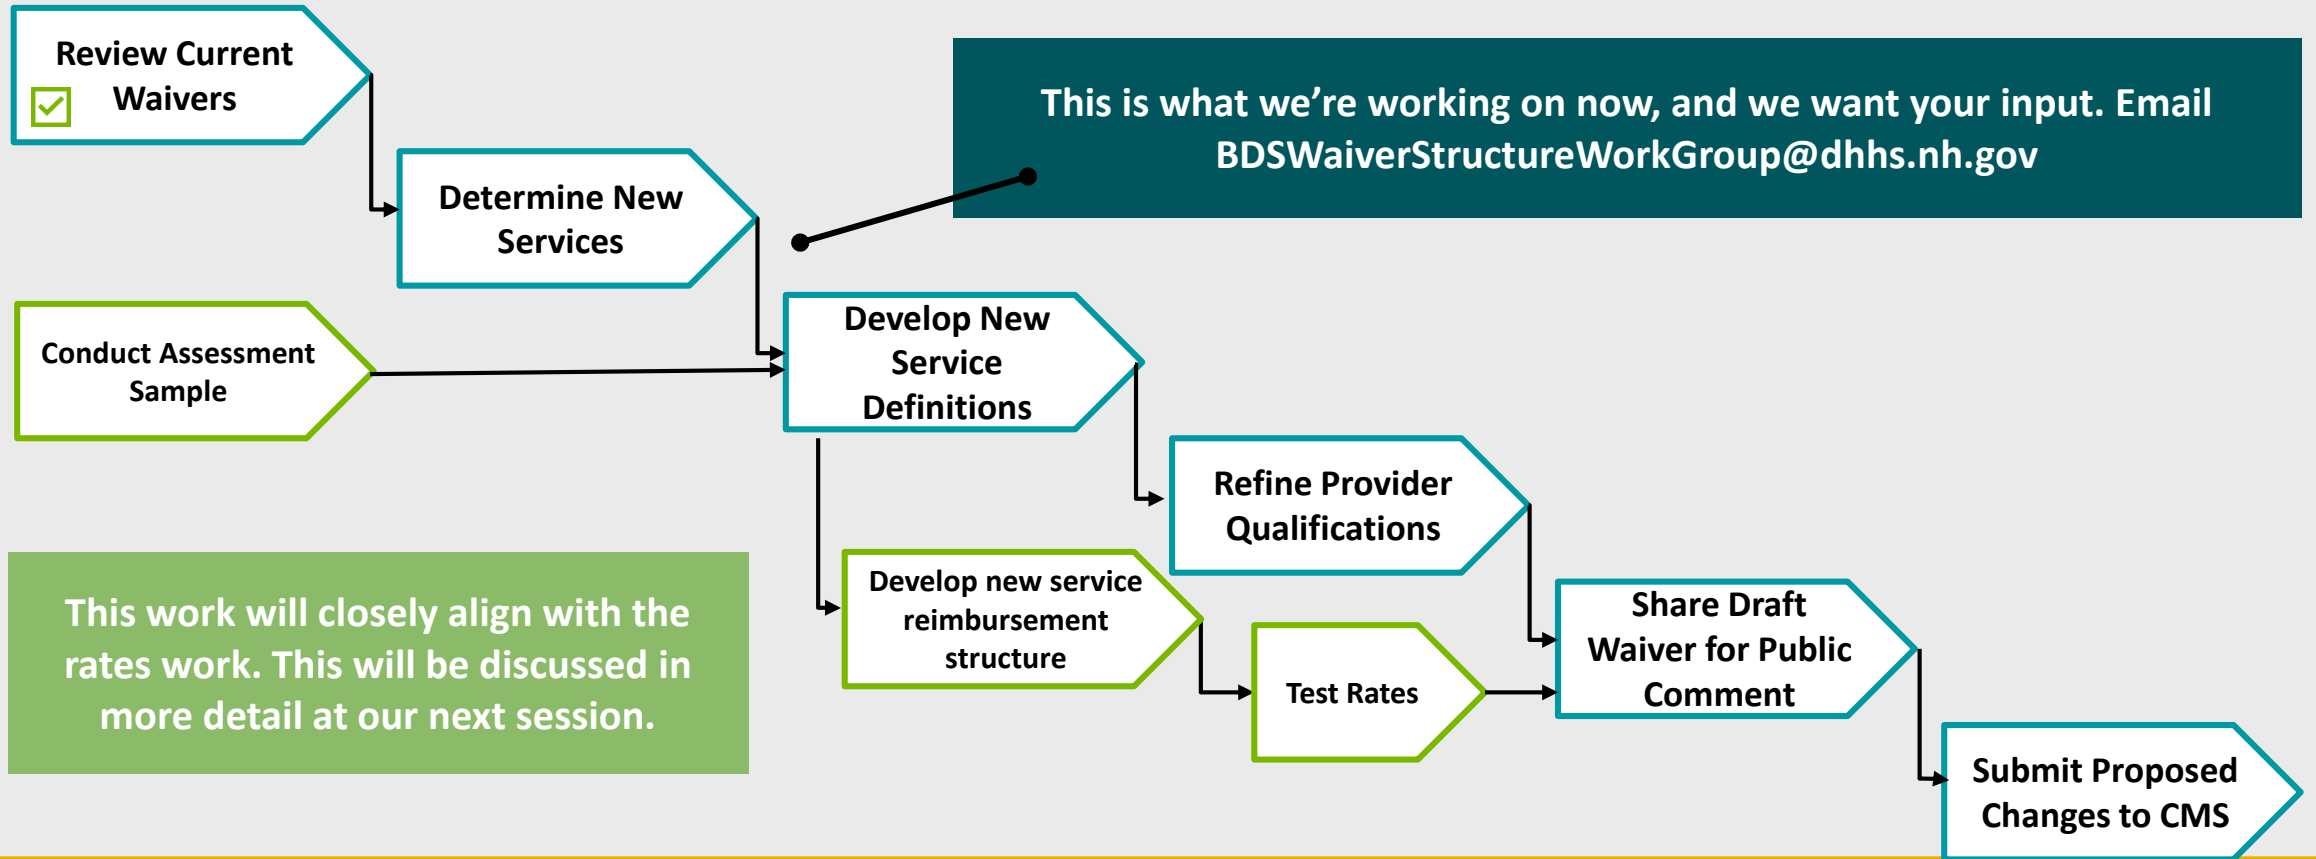 Review Current
Waivers
This is what we’re working on now, and we want your input. Email
BDSWaiverStructureWorkGroup@dhhs.nh.gov
Determine New
Services
Conduct Assessment
Sample
Develop New
Service
Definitions
Refine Provider
Qualifications
This work will closely align with the
rates work. This will be discussed in
more detail at our next session.
Develop new service
reimbursement
structure
Test Rates
Share Draft
Waiver for Public
Comment
Submit Proposed
Changes to CMS